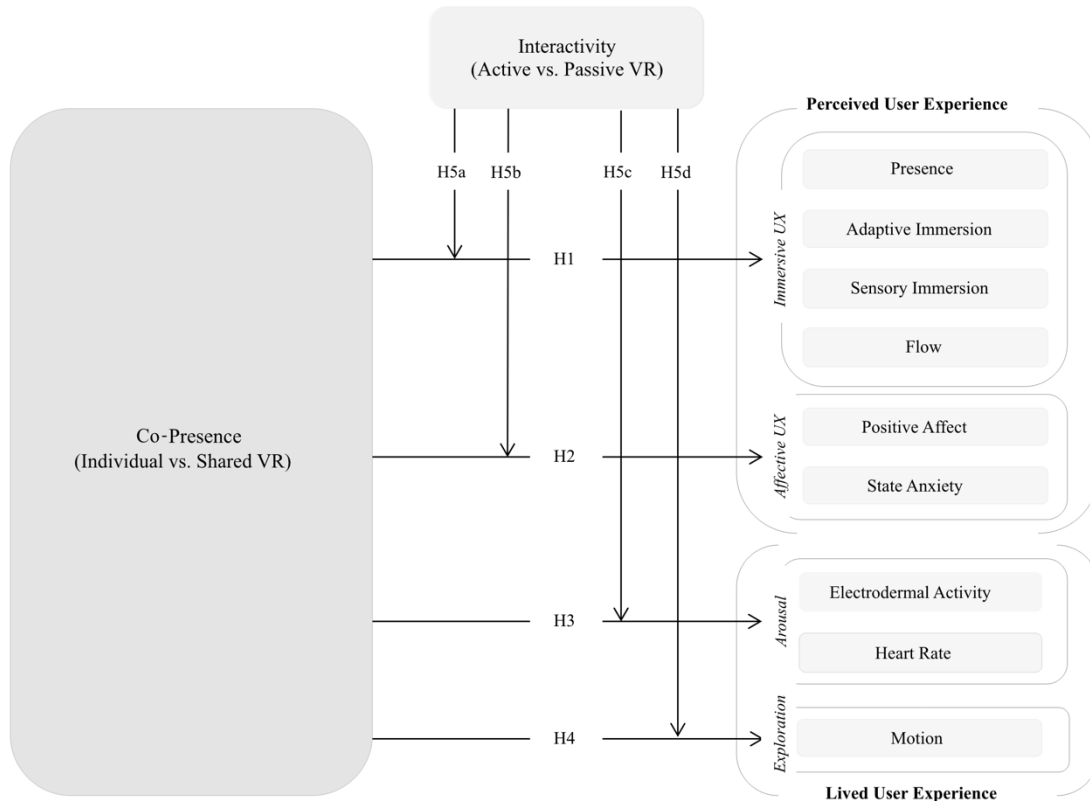 Interactivity
(Active vs. Passive VR)
Perceived User Experience
H5a
H5b
H5c
H5d
Co-Presence
(Individual vs. Shared VR)
H1
Immersive UX
Presence
Adaptive Immersion
Sensory Immersion
Flow
H2
Affective UX
Positive Affect
State Anxiety
H3
Arousal
Electrodermal Activity
Heart Rate
H4
Exploration
Motion
Lived User Experience